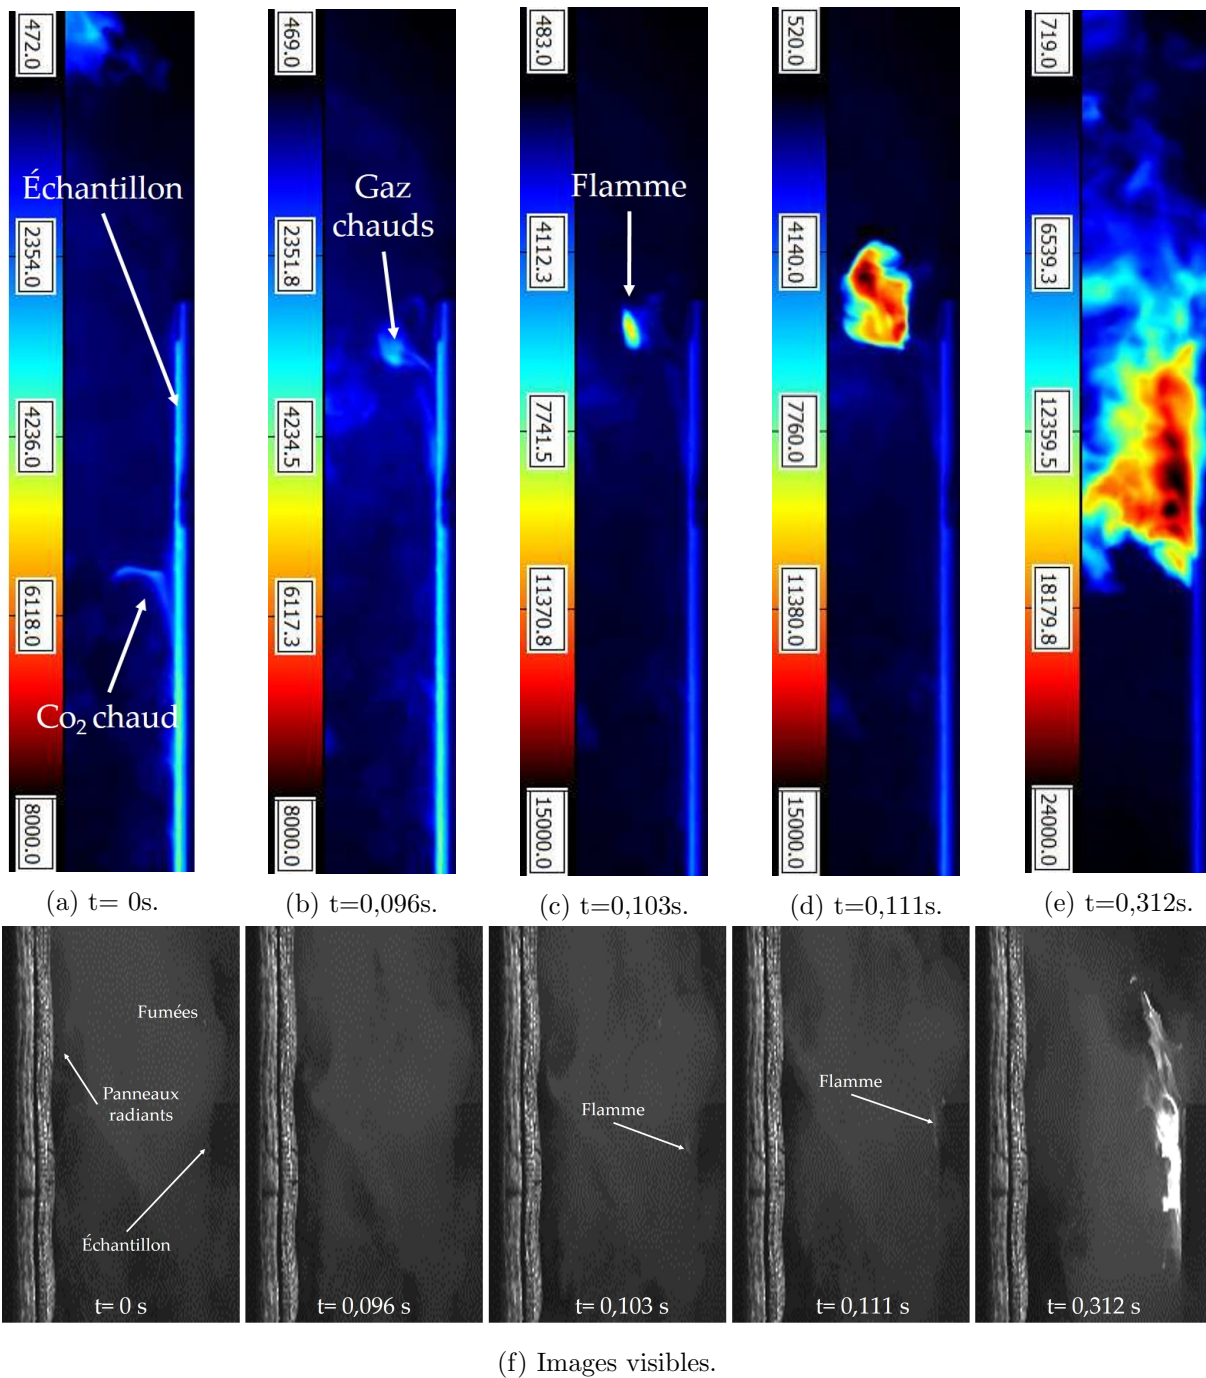 472.0
2354.0
4236.0
6118.0
8000.0
Échantillon
Co₂ chaud
469.0
2351.8
4234.5
6117.3
8000.0
Gaz
chauds
483.0
4112.3
7741.5
11370.8
15000.0
Flamme
520.0
4140.0
7760.0
11380.0
15000.0
719.0
6539.3
12359.5
18179.8
24000.0
(a) t= 0s.
(b) t=0,096s.
(c) t=0,103s.
(d) t=0,111s.
(e) t=0,312s.
Fumées
Panneaux
radiants
Échantillon
t= 0 s
t= 0,096 s
Flamme
t= 0,103 s
Flamme
t= 0,111 s
t= 0,312 s
(f) Images visibles.